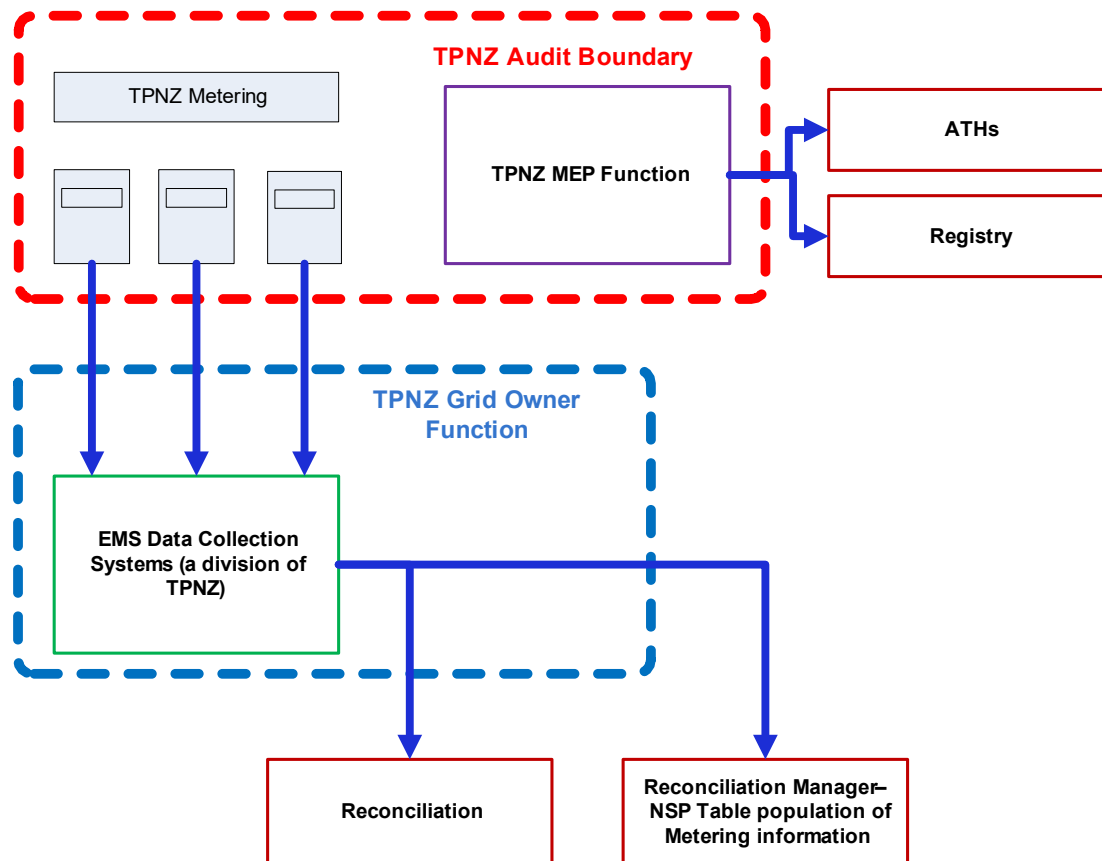 TPNZ Audit Boundary
TPNZ Metering
TPNZ MEP Function
ATHs
Registry
TPNZ Grid Owner
Function
EMS Data Collection
Systems (a division of
TPNZ)
Reconciliation
Reconciliation Manager–
NSP Table population of
Metering information